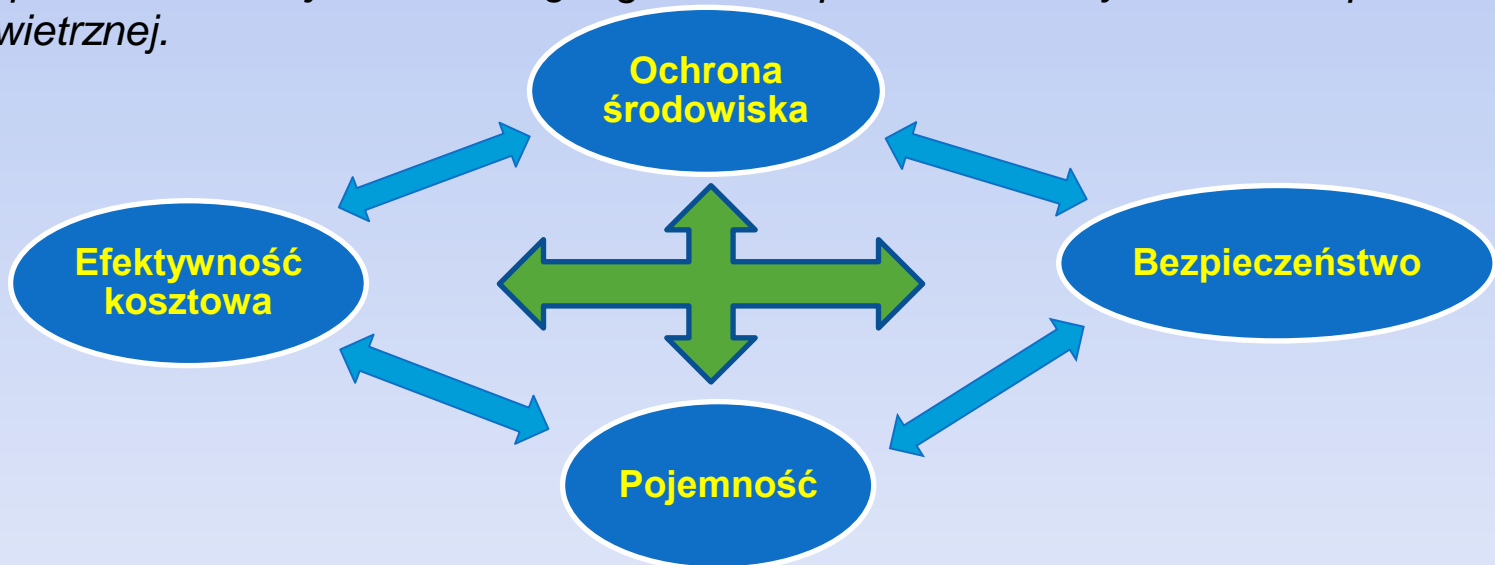 wietrznej.
Ochrona
środowiska
Efektywność
kosztowa
Bezpieczeństwo
Pojemność